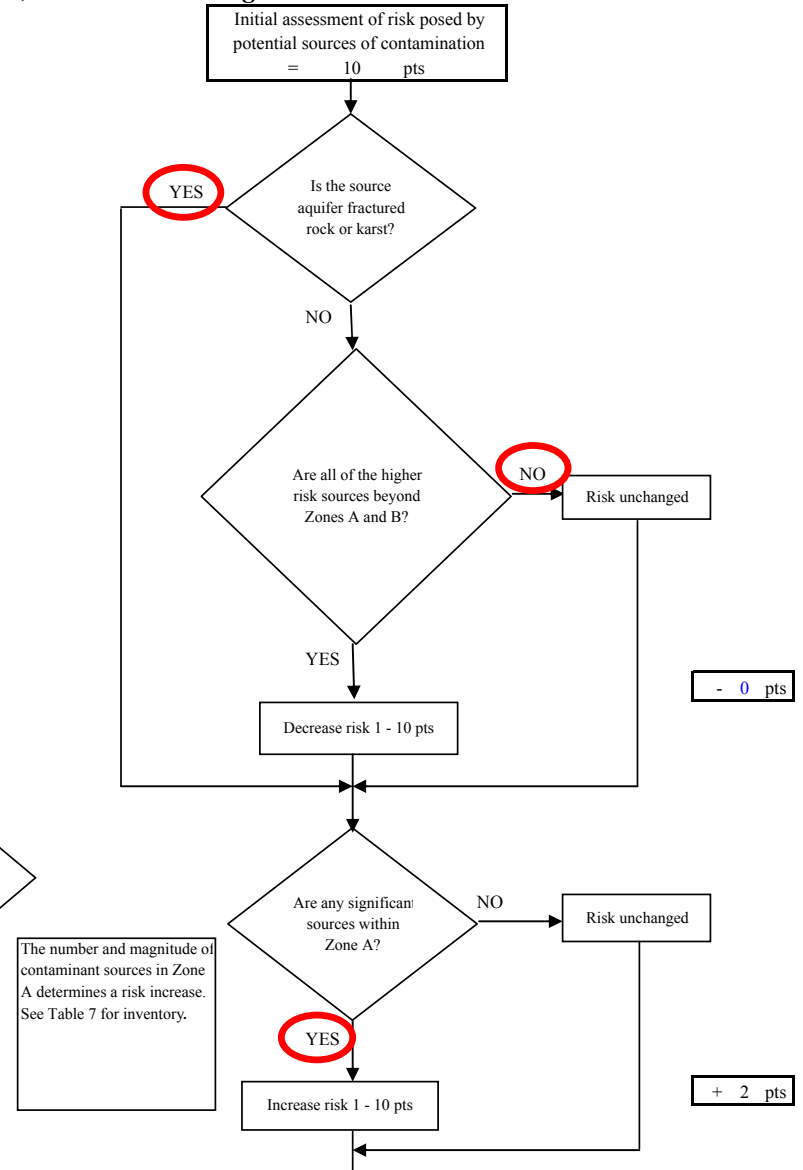 Initial assessment of risk posed by
potential sources of contamination
= 10 pts
YES
Is the source
aquifer fractured
rock or karst?
NO
Are all of the higher
risk sources beyond
Zones A and B?
NO
Risk unchanged
YES
- 0 pts
Decrease risk 1 - 10 pts
Are any significant
sources within
Zone A?
NO
Risk unchanged
The number and magnitude of
contaminant sources in Zone
A determines a risk increase.
See Table 7 for inventory.
YES
Increase risk 1 - 10 pts
+ 2 pts